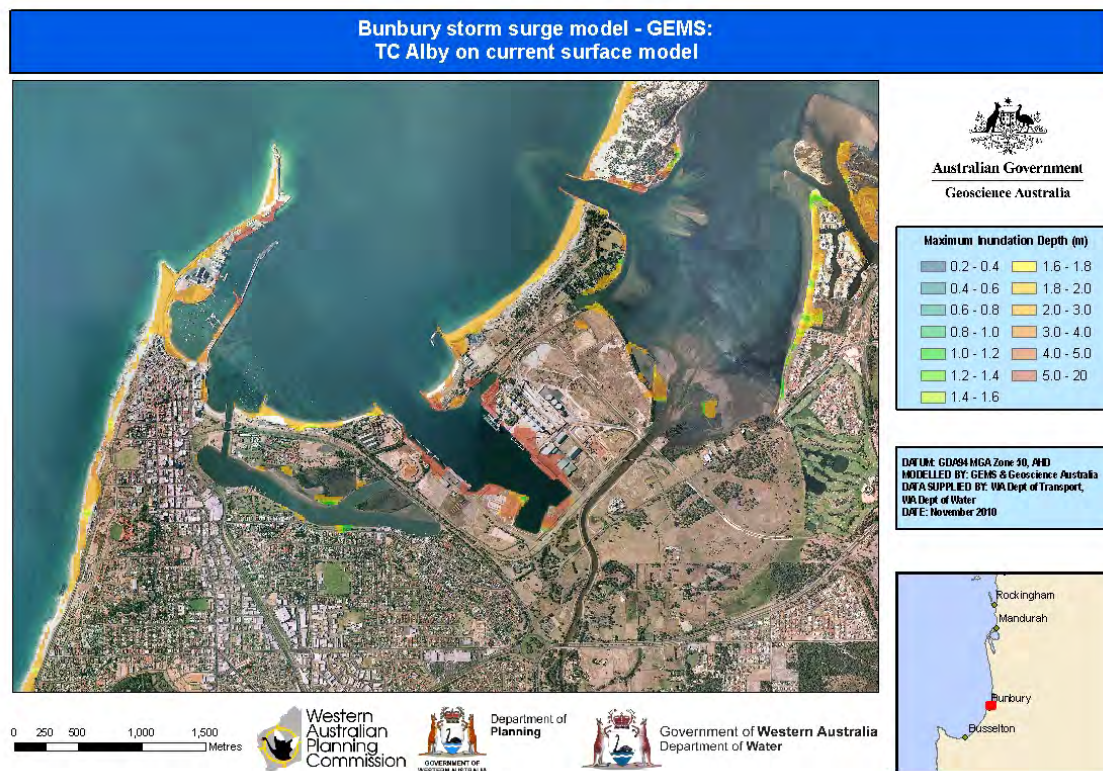 Bunbury storm surge model - GEMS:
TC Alby on current surface model
Australian Government
Geoscience Australia
Maximum Inundation Depth (m)
0.2 - 0.4
0.4 - 0.6
0.6 - 0.8
0.8 - 1.0
1.0 - 1.2
1.2 - 1.4
1.4 - 1.6
1.6 - 1.8
1.8 - 2.0
2.0 - 3.0
3.0 - 4.0
4.0 - 5.0
5.0 - 20
DATUM: GDA94 MGA Zone 50, AHD
MODELLED BY: GEMS & Geoscience Australia
DATA SUPPLIED BY: WA Dept of Transport,
WA Dept of Water
DATE: November 2010
Rockingham
Mandurah
Bunbury
Busselton
0 250 500 1,000 1,500
Metres
Western
Australian
Planning
Commission
Department of
Planning
GOVERNMENT OF
WESTERN AUSTRALIA
Government of Western Australia
Department of Water